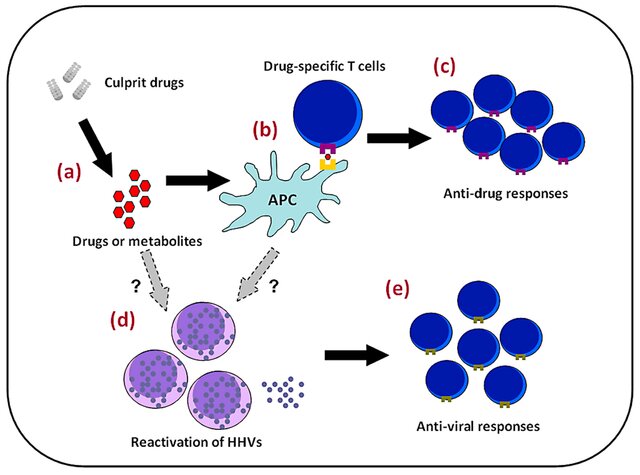 Culprit drugs
Drug-specific T cells
(c)
(b)
(a)
APC
Anti-drug responses
Drugs or metabolites
? ?
(d)
(e)
Reactivation of HHVs
Anti-viral responses